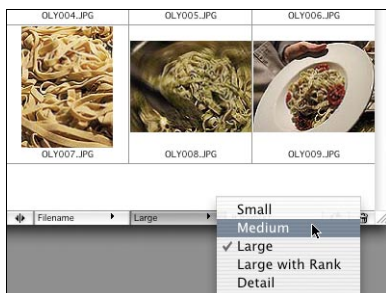 OLY004.JPG OLY005.JPG OLY006.JPG
OLY007.JPG OLY008.JPG OLY009.JPG
Filename Large
Small
Medium
✓ Large
Large with Rank
Detail